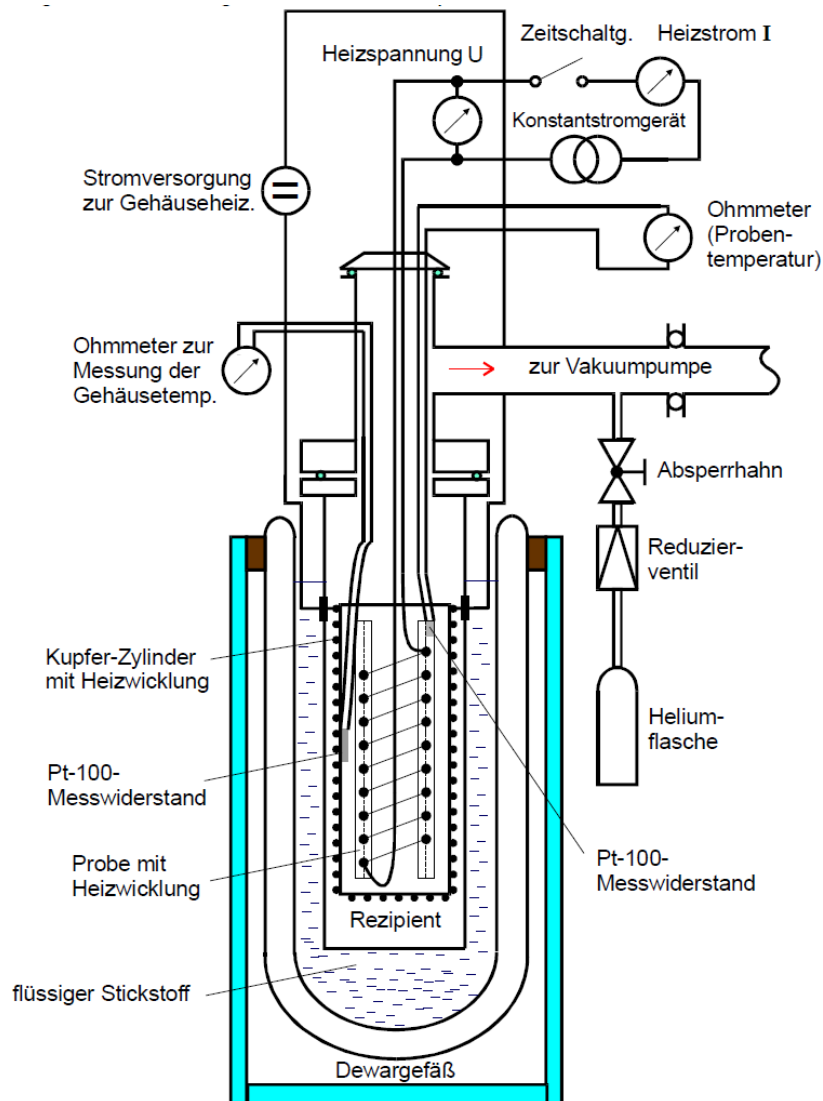 Zeitschaltg.
Heizstrom I
Heizspannung U
Konstantstromgerät
Stromversorgung
zur Gehäuseheiz.
=
Ohmmeter
(Proben-
temperatur)
Ohmmeter zur
Messung der
Gehäusetemp.
zur Vakuumpumpe
Absperrhahn
Reduzier-
ventil
Kupfer-Zylinder
mit Heizwicklung
Helium-
flasche
Pt-100-
Messwiderstand
Probe mit
Heizwicklung
Pt-100-
Messwiderstand
Rezipient
flüssiger Stickstoff
Dewargefäß